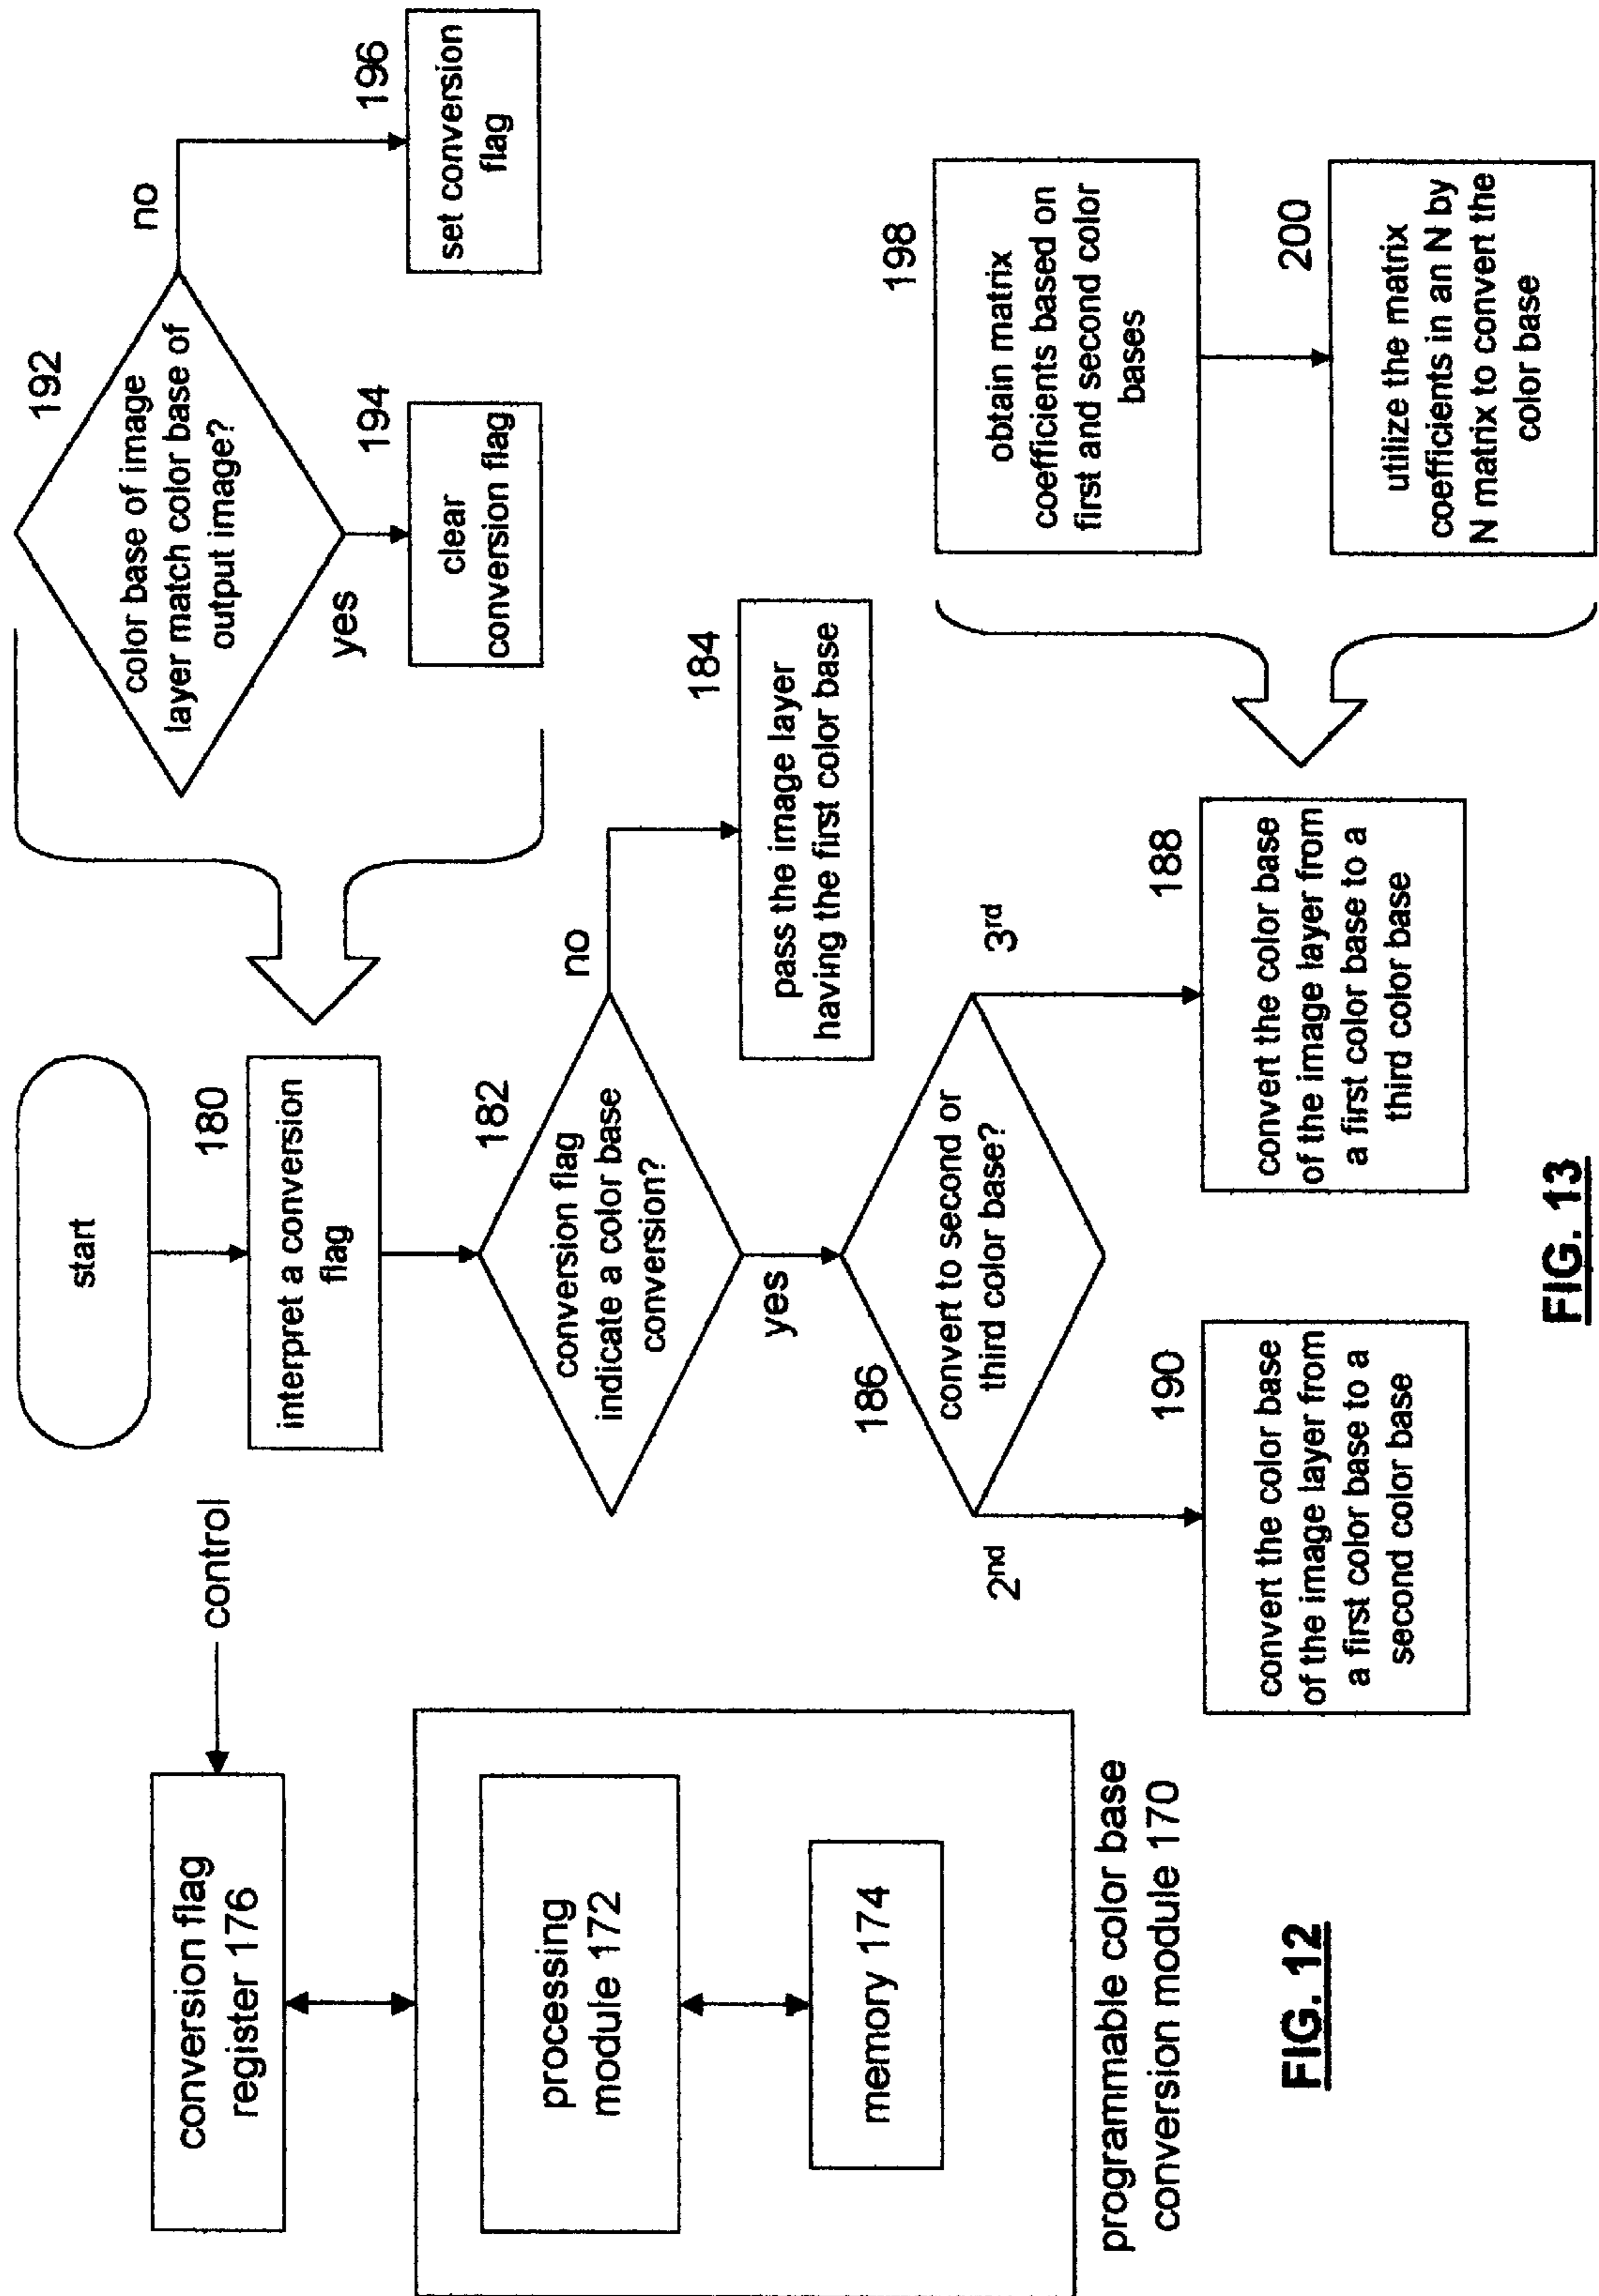 conversion flag
register 176
control
processing
module 172
memory 174
programmable color base
conversion module 170
FIG. 12
start
180
interpret a conversion
flag
182
conversion flag
indicate a color base
conversion?
no
yes
184
pass the image layer
having the first color base
186
convert to second or
third color base?
2nd
3rd
190
convert the color base
of the image layer from
a first color base to a
second color base
188
convert the color base
of the image layer from
a first color base to a
third color base
192
color base of image
layer match color base of
output image?
no
yes
194
clear
conversion flag
196
set conversion
flag
198
obtain matrix
coefficients based on
first and second color
bases
200
utilize the matrix
coefficients in an N by
N matrix to convert the
color base
FIG. 13